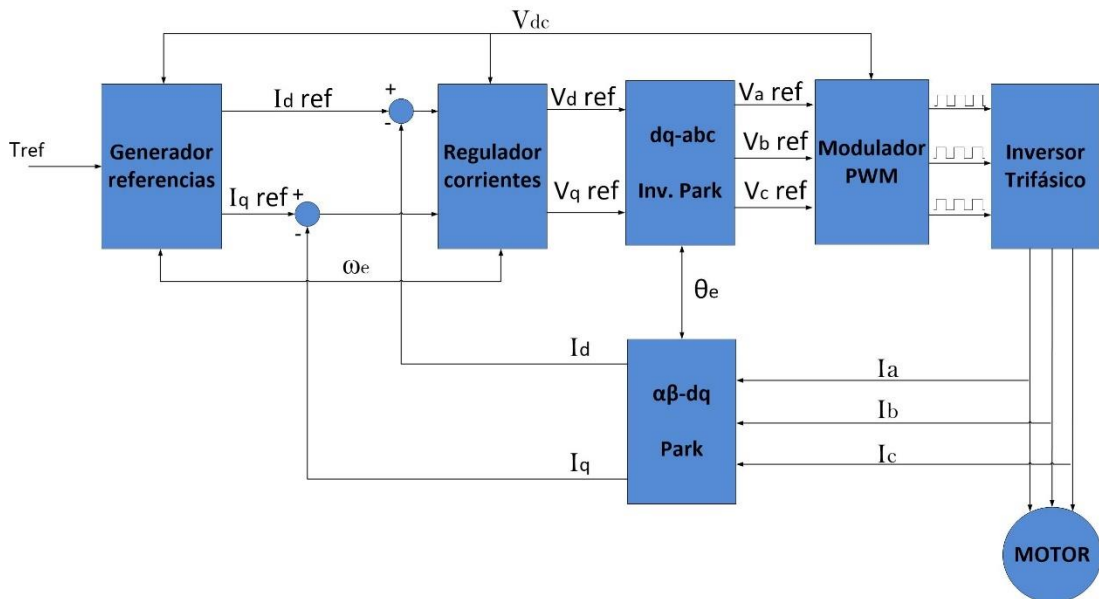 Vdc
Tref
Generador
referencias
Id ref
Iq ref
+
-
+
-
Regulador
corrientes
Vd ref
Vq ref
dq-abc
Inv. Park
Va ref
Vb ref
Vc ref
Modulador
PWM
Inversor
Trifásico
ωe
θe
Id
Iq
αβ-dq
Park
Ia
Ib
Ic
MOTOR